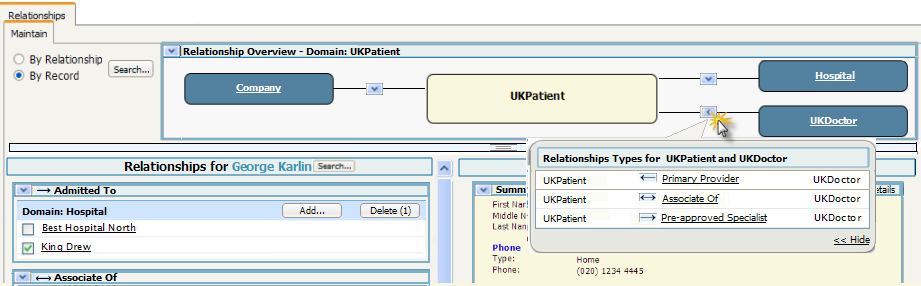 Relationships
Maintain
By Relationship
By Record
Search...
Relationship Overview - Domain: UKPatient
Company
UKPatient
Hospital
UKDoctor
Relationships for George Karlin
Search...
Admitted To
Domain: Hospital
Add...
Delete (1)
Best Hospital North
King Drew
Associate Of
Relationships Types for UKPatient and UKDoctor
UKPatient Primary Provider UKDoctor
UKPatient Associate Of UKDoctor
UKPatient Pre-approved Specialist UKDoctor
<< Hide
Summ
etails
First Nar
Middle N
Last Nan
Phone
Type: Home
Phone: (020) 1234 4445